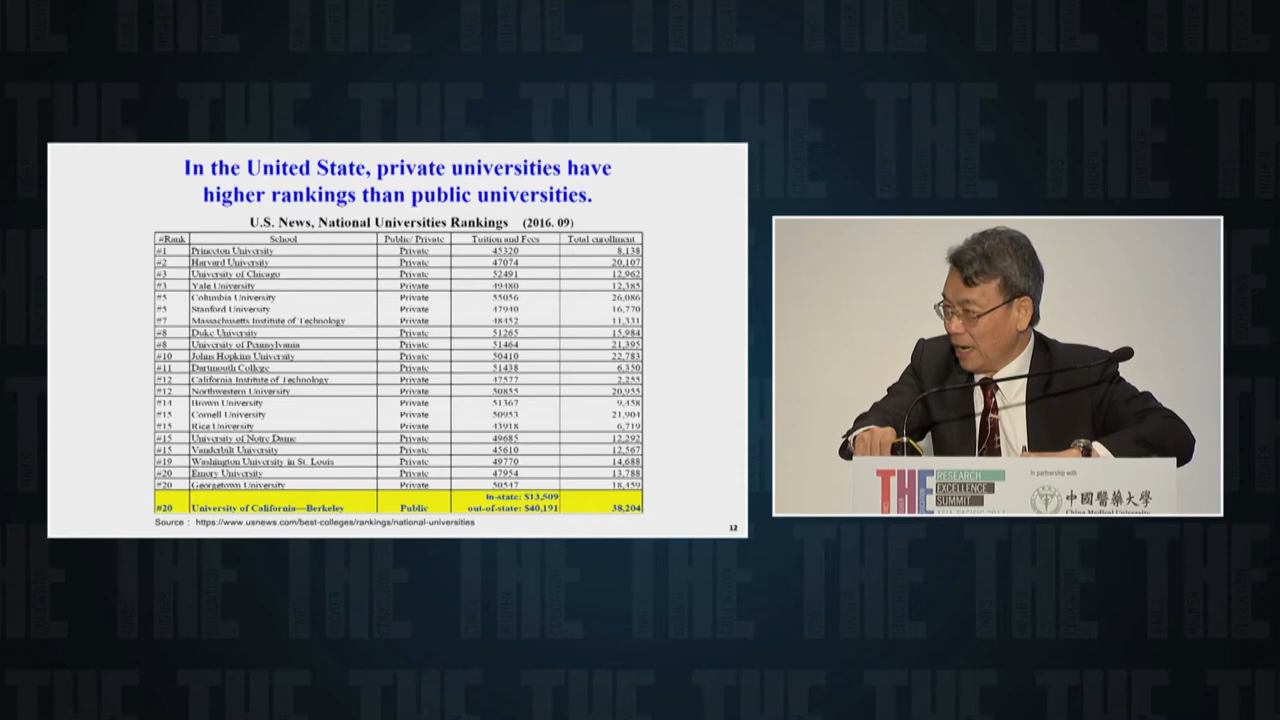 In the United State, private universities have
higher rankings than public universities.
U.S. News, National Universities Rankings (2016. 09)
#Rank School Public/ Private Tuition and Fees Total enrollment
#1 Princeton University Private 45320 8,138
#2 Harvard University Private 47074 20,107
#3 University of Chicago Private 52491 12,962
#3 Yale University Private 49480 12,385
#5 Columbia University Private 55056 26,086
#5 Stanford University Private 47940 16,770
#7 Massachusetts Institute of Technology Private 48452 11,331
#8 Duke University Private 51265 15,984
#8 University of Pennsylvania Private 51464 21,395
#10 Johns Hopkins University Private 50410 22,783
#11 Dartmouth College Private 51438 6,350
#12 California Institute of Technology Private 47577 2,255
#12 Northwestern University Private 50855 20,955
#14 Brown University Private 51367 9,458
#15 Cornell University Private 50953 21,904
#15 Rice University Private 43918 6,719
#15 University of Notre Dame Private 49685 12,292
#15 Vanderbilt University Private 45610 12,567
#19 Washington University in St. Louis Private 49770 14,688
#20 Emory University Private 47954 13,788
#20 Georgetown University Private 50547 18,459
in-state: $13,509
#20 University of California—Berkeley Public out-of-state: $40,191 38,204
Source : https://www.usnews.com/best-colleges/rankings/national-universities
12
THE
RESEARCH
EXCELLENCE
SUMMIT
ASIA-PACIFIC 2017
In partnership with
中國醫藥大學
China Medical University
THE THE THE THE THE